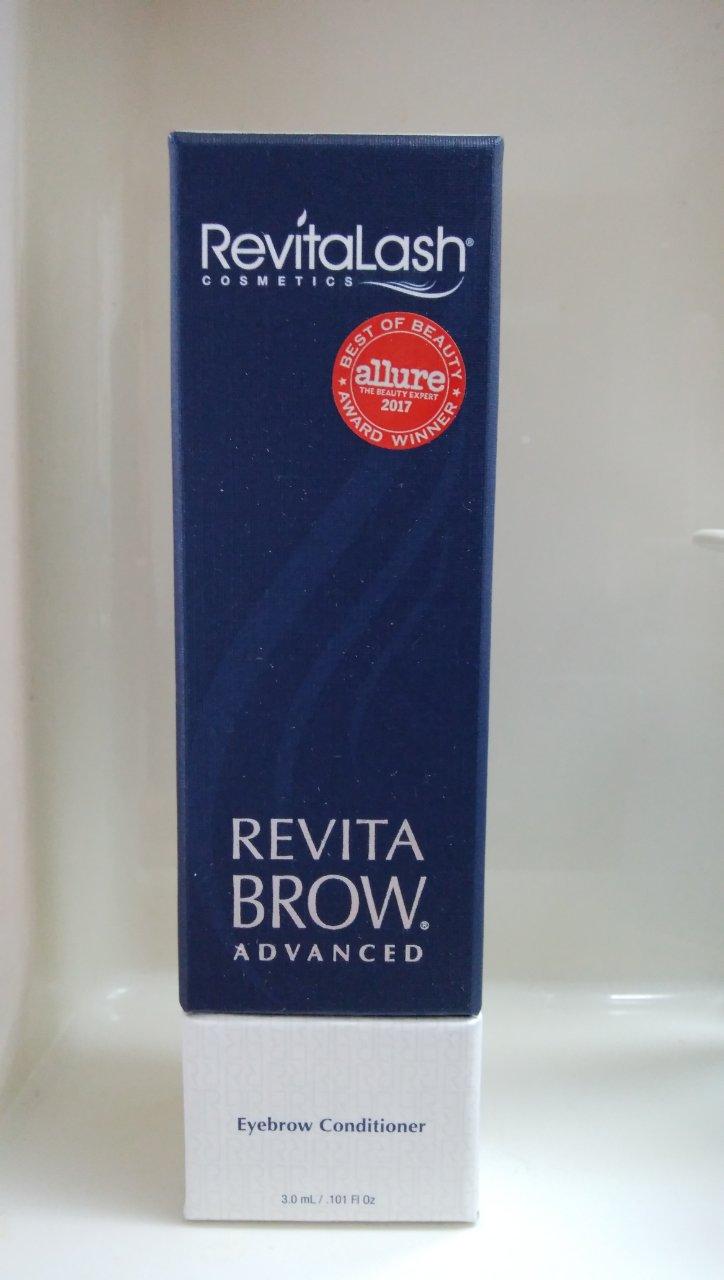 RevitaLash®
COSMETICS
BEST OF BEAUTY
allure
THE BEAUTY EXPERT
2017
AWARD WINNER
REVITA
BROW®
ADVANCED
Eyebrow Conditioner
3.0 mL / .101 Fl Oz